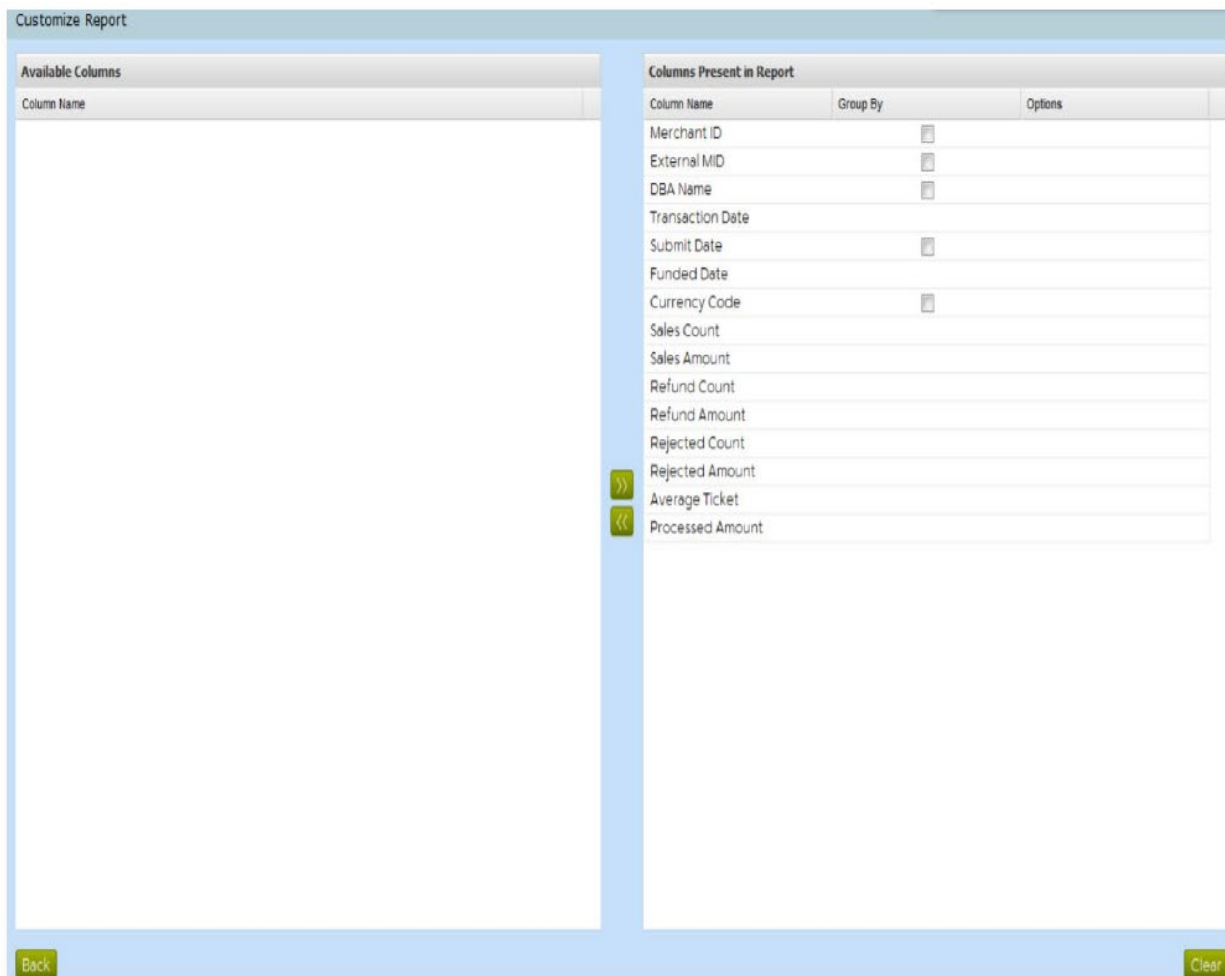 Customize Report
Available Columns
Column Name
Columns Present in Report
Column Name Group By Options
Merchant ID
External MID
DBA Name
Transaction Date
Submit Date
Funded Date
Currency Code
Sales Count
Sales Amount
Refund Count
Refund Amount
Rejected Count
Rejected Amount
Average Ticket
Processed Amount
>>
<<
Back
Clear